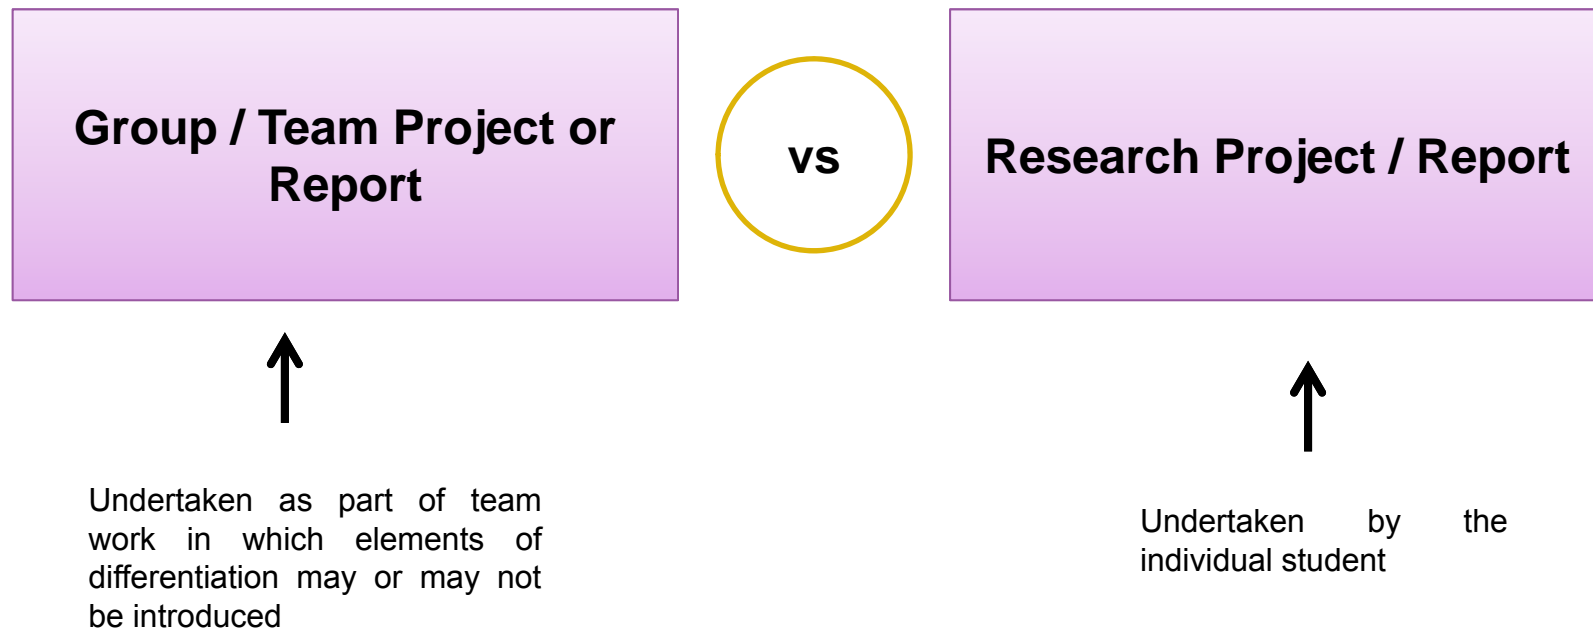 Group / Team Project or
Report
vs
Research Project / Report
Undertaken as part of team
work in which elements of
differentiation may or may not
be introduced
Undertaken by the
individual student